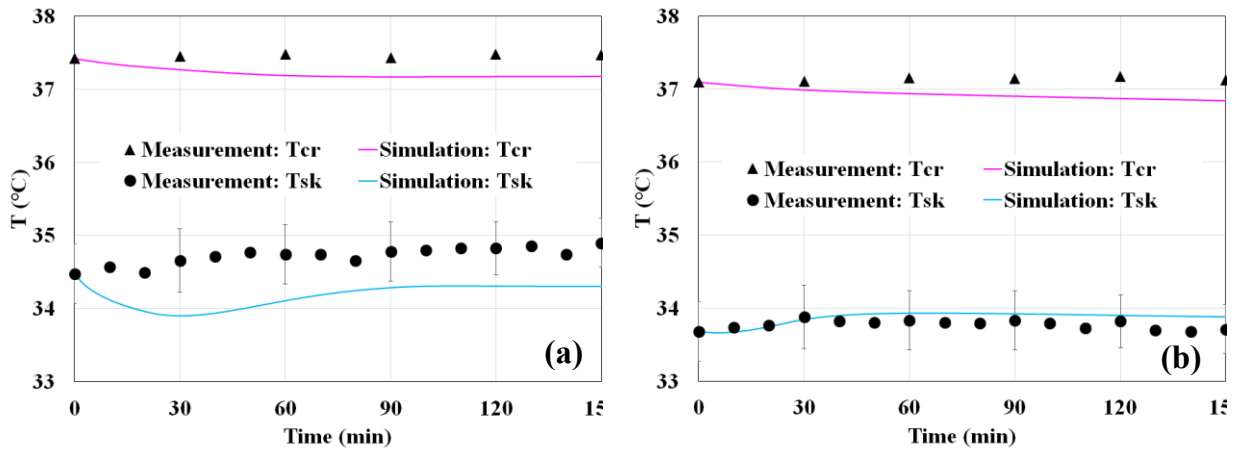 38
37
36
35
34
33
T (°C)
▲ Measurement: Tcr — Simulation: Tcr
● Measurement: Tsk — Simulation: Tsk
(a)
0 30 60 90 120 15
Time (min)
38
37
36
35
34
33
T (°C)
▲ Measurement: Tcr — Simulation: Tcr
● Measurement: Tsk — Simulation: Tsk
(b)
0 30 60 90 120 15
Time (min)